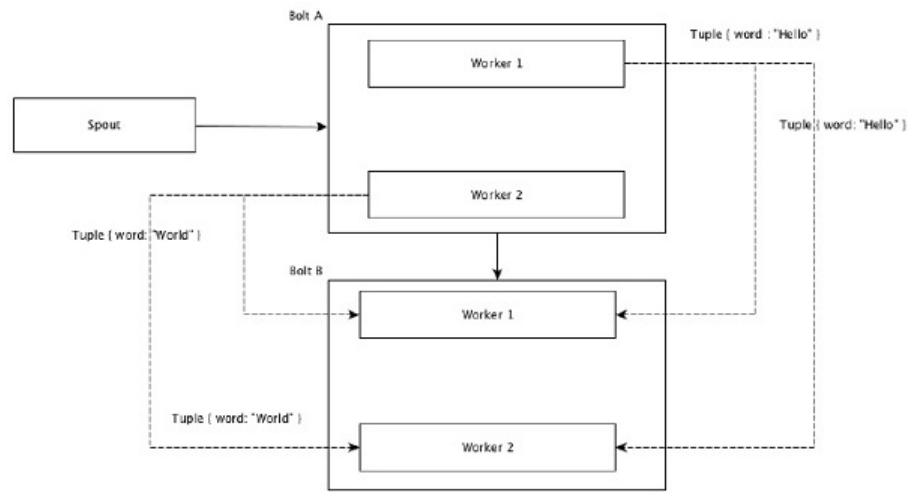 Bolt A
Tuple { word : "Hello" }
Worker 1
Spout
Tuple { word: "Hello" }
Worker 2
Tuple { word: "World" }
Bolt B
Worker 1
Tuple { word: "World" }
Worker 2